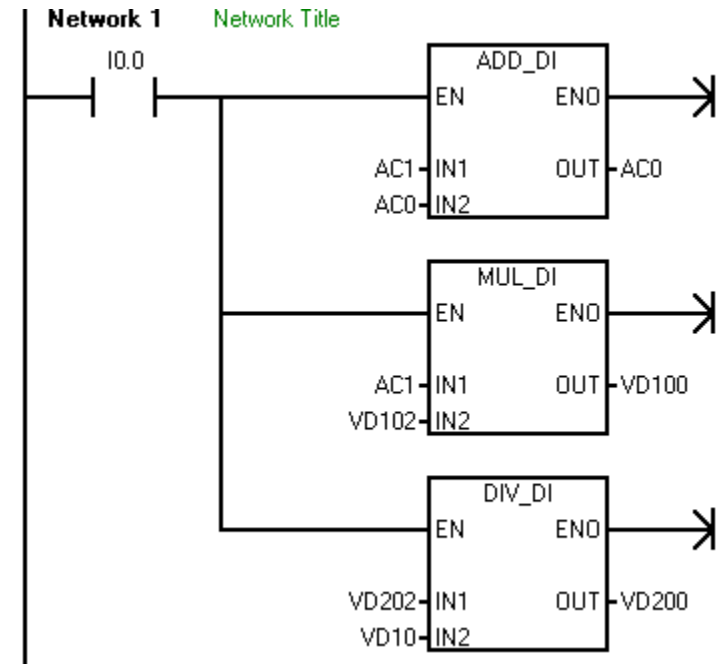 Network 1 Network Title
I0.0
ADD_DI
EN ENO
AC1 IN1 OUT AC0
AC0 IN2
MUL_DI
EN ENO
AC1 IN1 OUT VD100
VD102 IN2
DIV_DI
EN ENO
VD202 IN1 OUT VD200
VD10 IN2